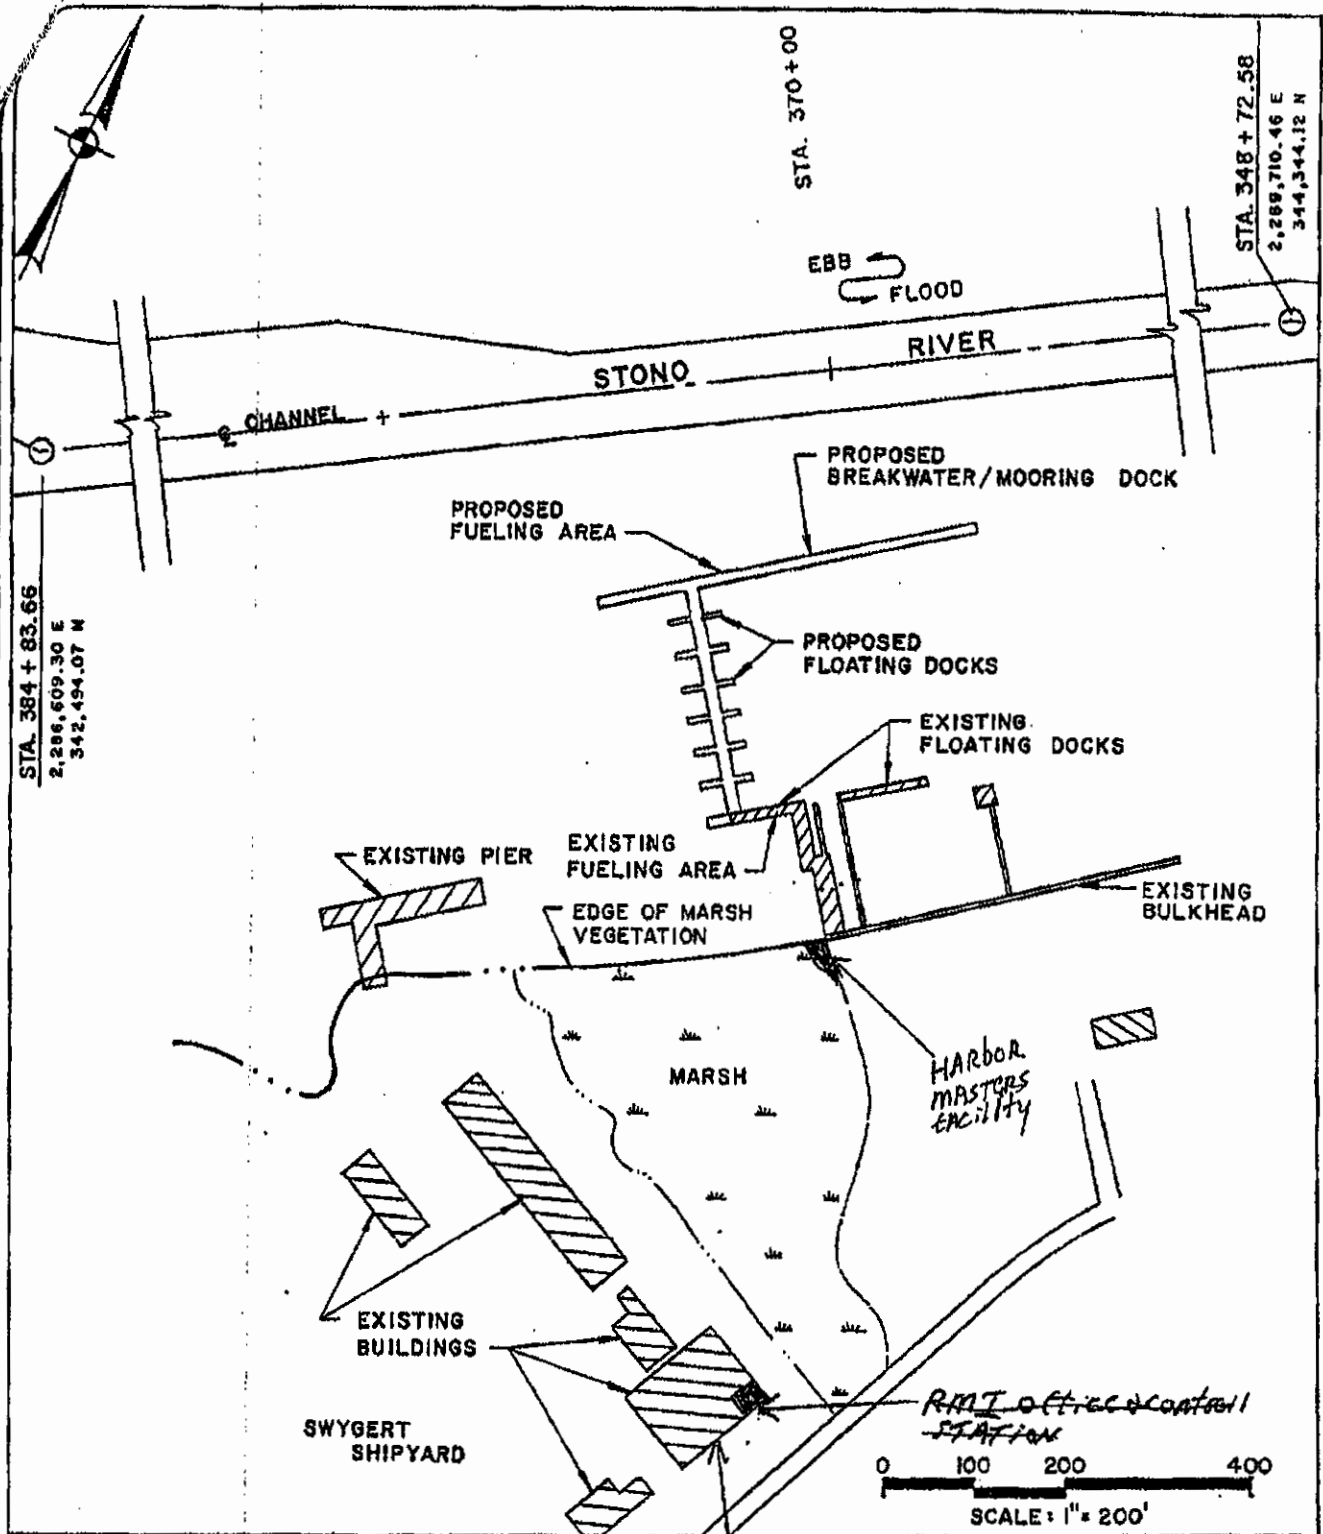 STA. 370+00
STA. 348 + 72.58
2,289,710.46 E
344,344.12 N
EBB
FLOOD
STONO RIVER
℄ CHANNEL
PROPOSED
BREAKWATER/MOORING DOCK
PROPOSED
FUELING AREA
STA. 384 + 83.66
2,286,609.30 E
342,494.07 N
PROPOSED
FLOATING DOCKS
EXISTING
FLOATING DOCKS
EXISTING PIER
EXISTING
FUELING AREA
EXISTING
BULKHEAD
EDGE OF MARSH
VEGETATION
MARSH
HARbOR
MASTERS
FACility
EXISTING
BUILDINGS
SWYGERT
SHIPYARD
RMI Office & Controll
STATION
0 100 200 400
SCALE: 1"= 200'